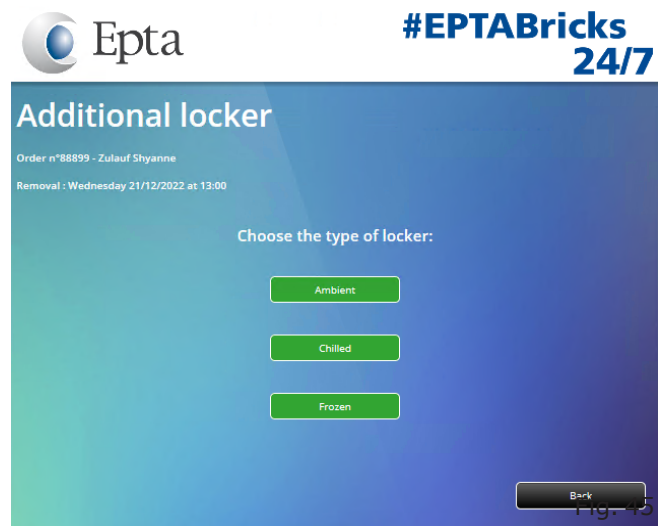 Epta
#EPTABricks
24/7
Additional locker
Order n°88899 - Zulauf Shyanne
Removal : Wednesday 21/12/2022 at 13:00
Choose the type of locker:
Ambient
Chilled
Frozen
Back
Fig. 45